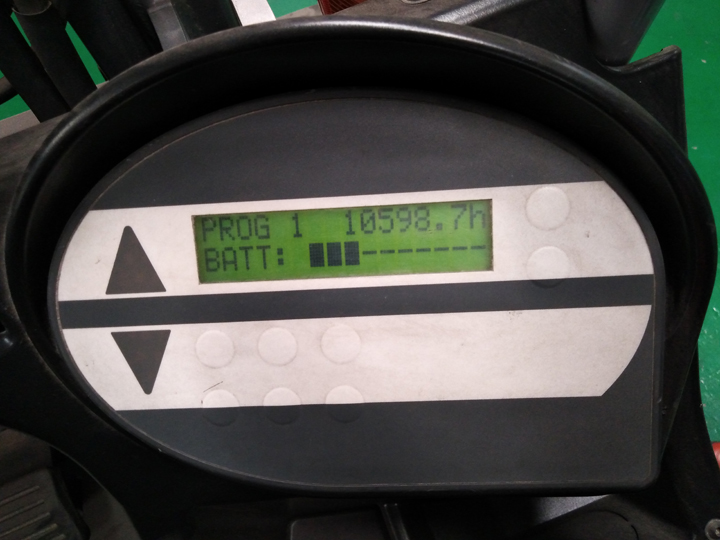 PROG 1 10598.7h
BATT: ███-------